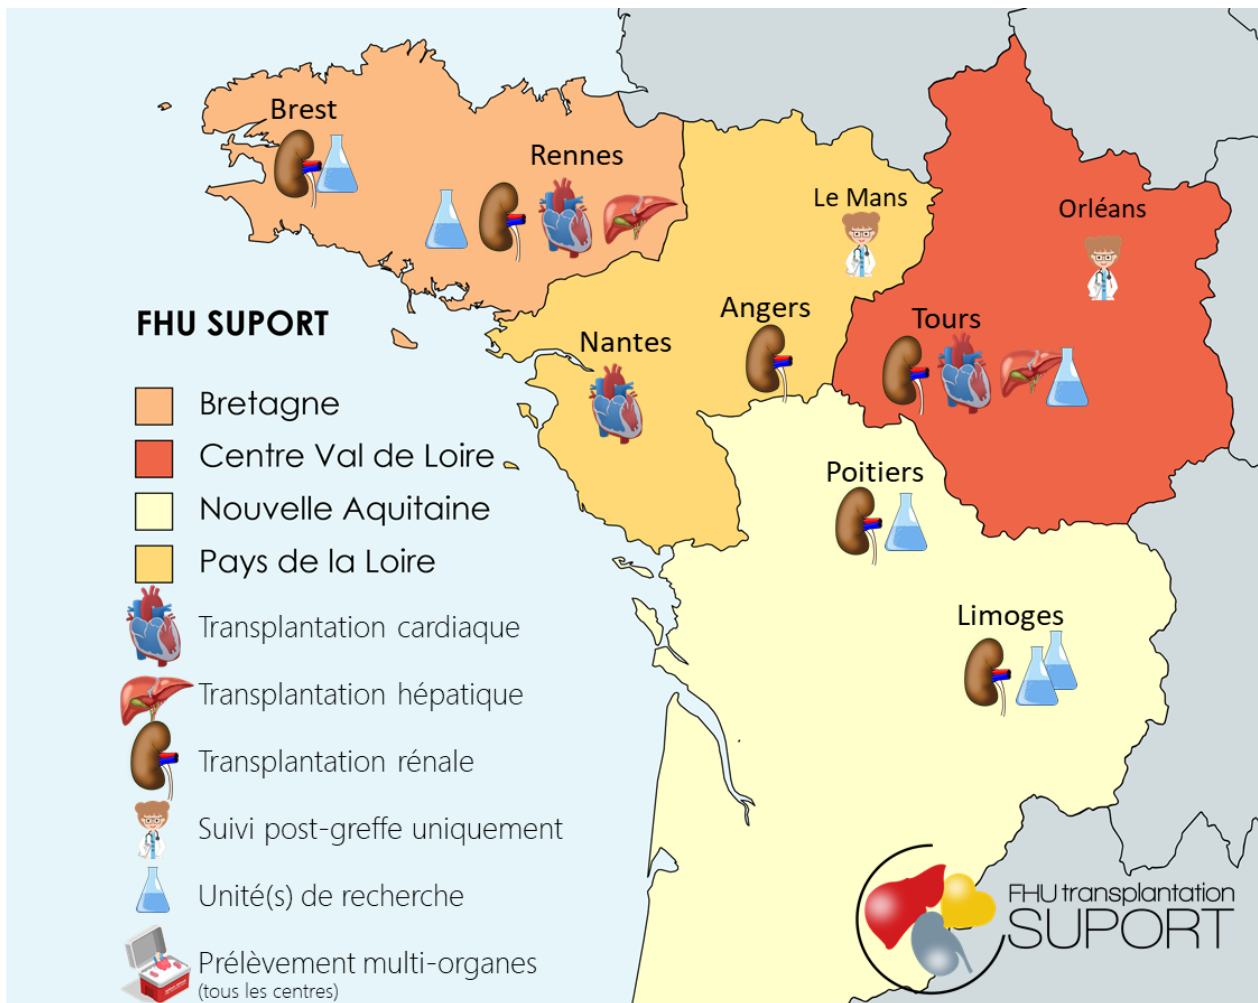 Brest
Rennes
Le Mans
Orléans
Angers
Tours
Nantes
Poitiers
Limoges
FHU SUPORT
Bretagne
Centre Val de Loire
Nouvelle Aquitaine
Pays de la Loire
Transplantation cardiaque
Transplantation hépatique
Transplantation rénale
Suivi post-greffe uniquement
Unité(s) de recherche
Prélèvement multi-organes
(tous les centres)
FHU transplantation
SUPORT